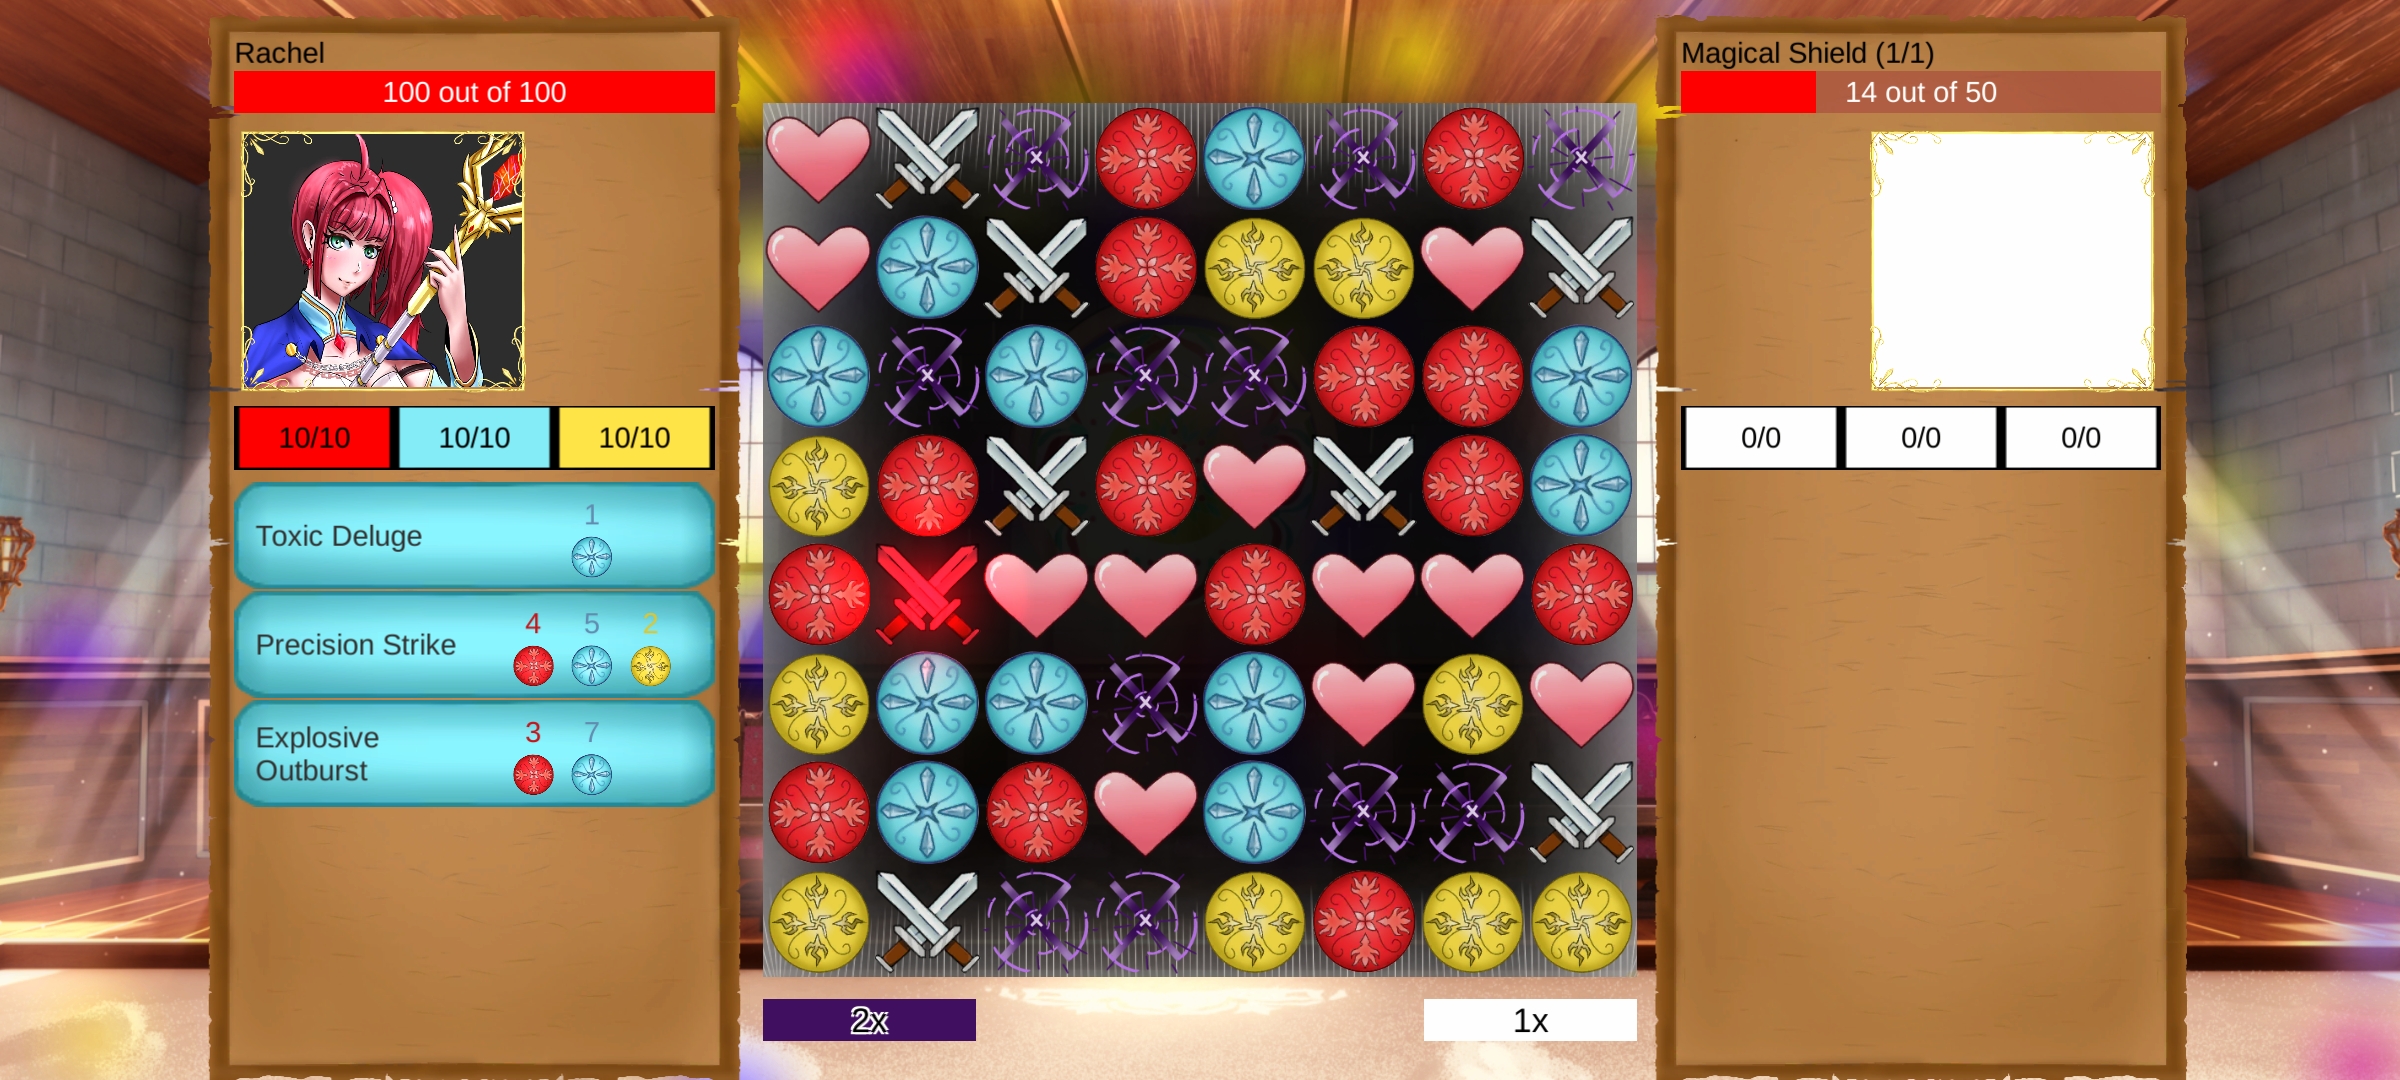 Rachel
100 out of 100
10/10 10/10 10/10
Toxic Deluge 1
Precision Strike 4 5 2
Explosive Outburst 3 7
2x 1x
Magical Shield (1/1)
14 out of 50
0/0 0/0 0/0